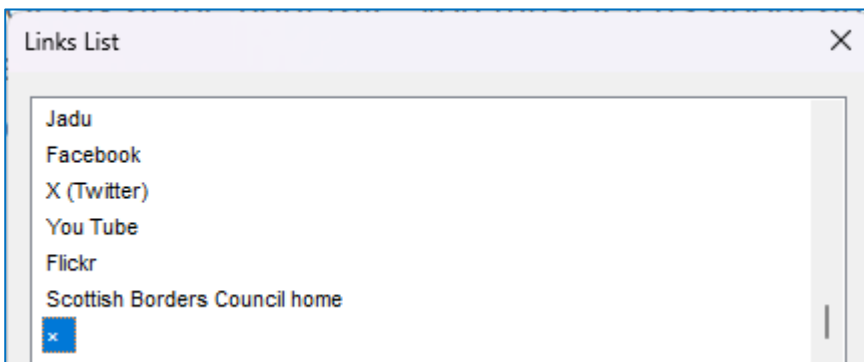 Links List
Jadu
Facebook
X (Twitter)
You Tube
Flickr
Scottish Borders Council home
×